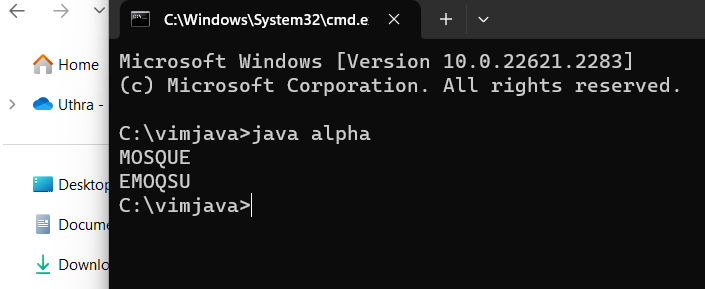 Home
Uthra -
Desktop
Docume
Downlo
C:\Windows\System32\cmd.e
Microsoft Windows [Version 10.0.22621.2283]
(c) Microsoft Corporation. All rights reserved.
C:\vimjava>java alpha
MOSQUE
EMOQSU
C:\vimjava>